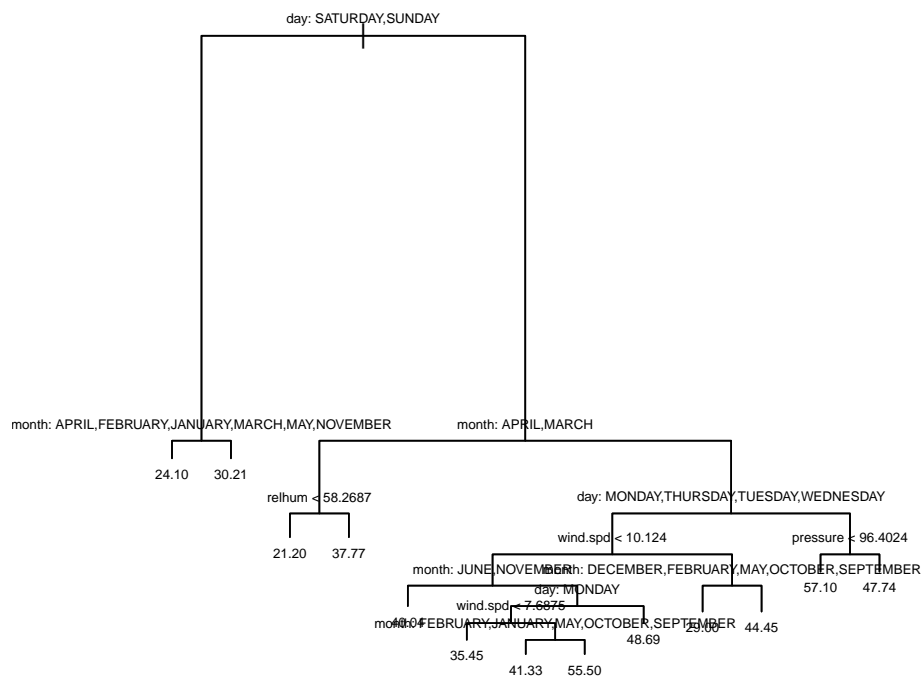 day: SATURDAY,SUNDAY
month: APRIL,FEBRUARY,JANUARY,MARCH,MAY,NOVEMBER
month: APRIL,MARCH
24.10
30.21
relhum < 58.2687
day: MONDAY,THURSDAY,TUESDAY,WEDNESDAY
21.20
37.77
wind.spd < 10.124
pressure < 96.4024
month: JUNE,NOVEMBER
month: DECEMBER,FEBRUARY,MAY,OCTOBER,SEPTEMBER
57.10
47.74
day: MONDAY
wind.spd < 7.6875
month: FEBRUARY,JANUARY,MAY,OCTOBER,SEPTEMBER
29.00
44.45
48.69
35.45
41.33
55.50